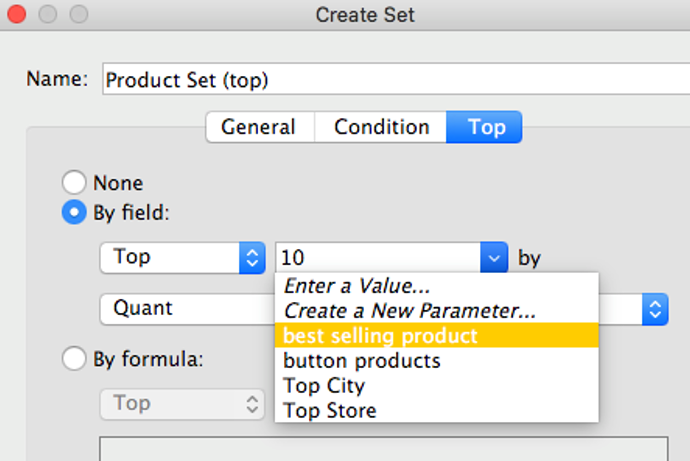 Create Set
Name: Product Set (top)
General Condition Top
None
By field:
Top 10 by
Enter a Value...
Create a New Parameter...
Quant
best selling product
By formula:
button products
Top City
Top
Top Store